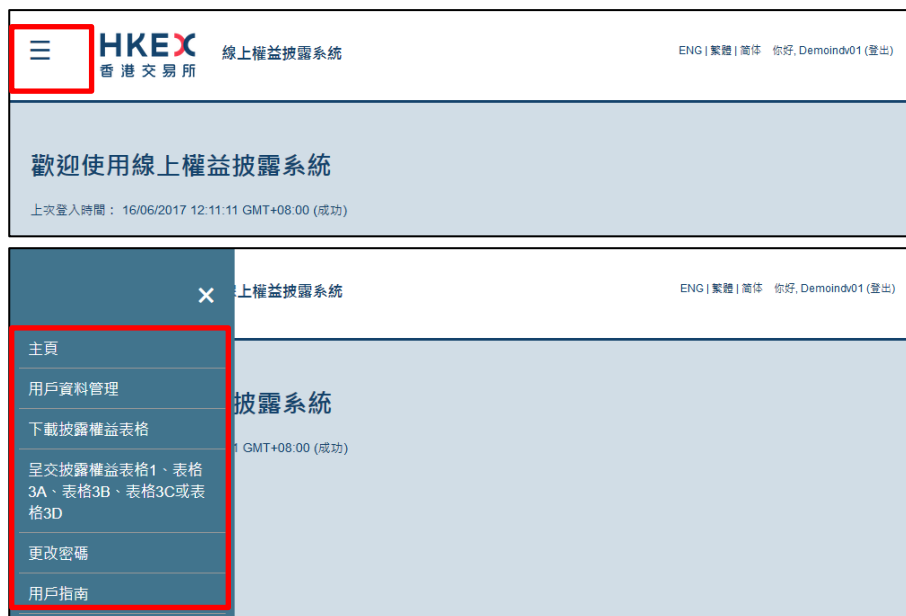 ☰ HKEX 線上權益披露系統 ENG | 繁體 | 简体 你好, Demoindv01 (登出)
香港交易所
歡迎使用線上權益披露系統
上次登入時間： 16/06/2017 12:11:11 GMT+08:00 (成功)
× 上權益披露系統 ENG | 繁體 | 简体 你好, Demoindv01 (登出)
主頁
用戶資料管理
披露系統
下載披露權益表格
1 GMT+08:00 (成功)
呈交披露權益表格1、表格
3A、表格3B、表格3C或表
格3D
更改密碼
用戶指南